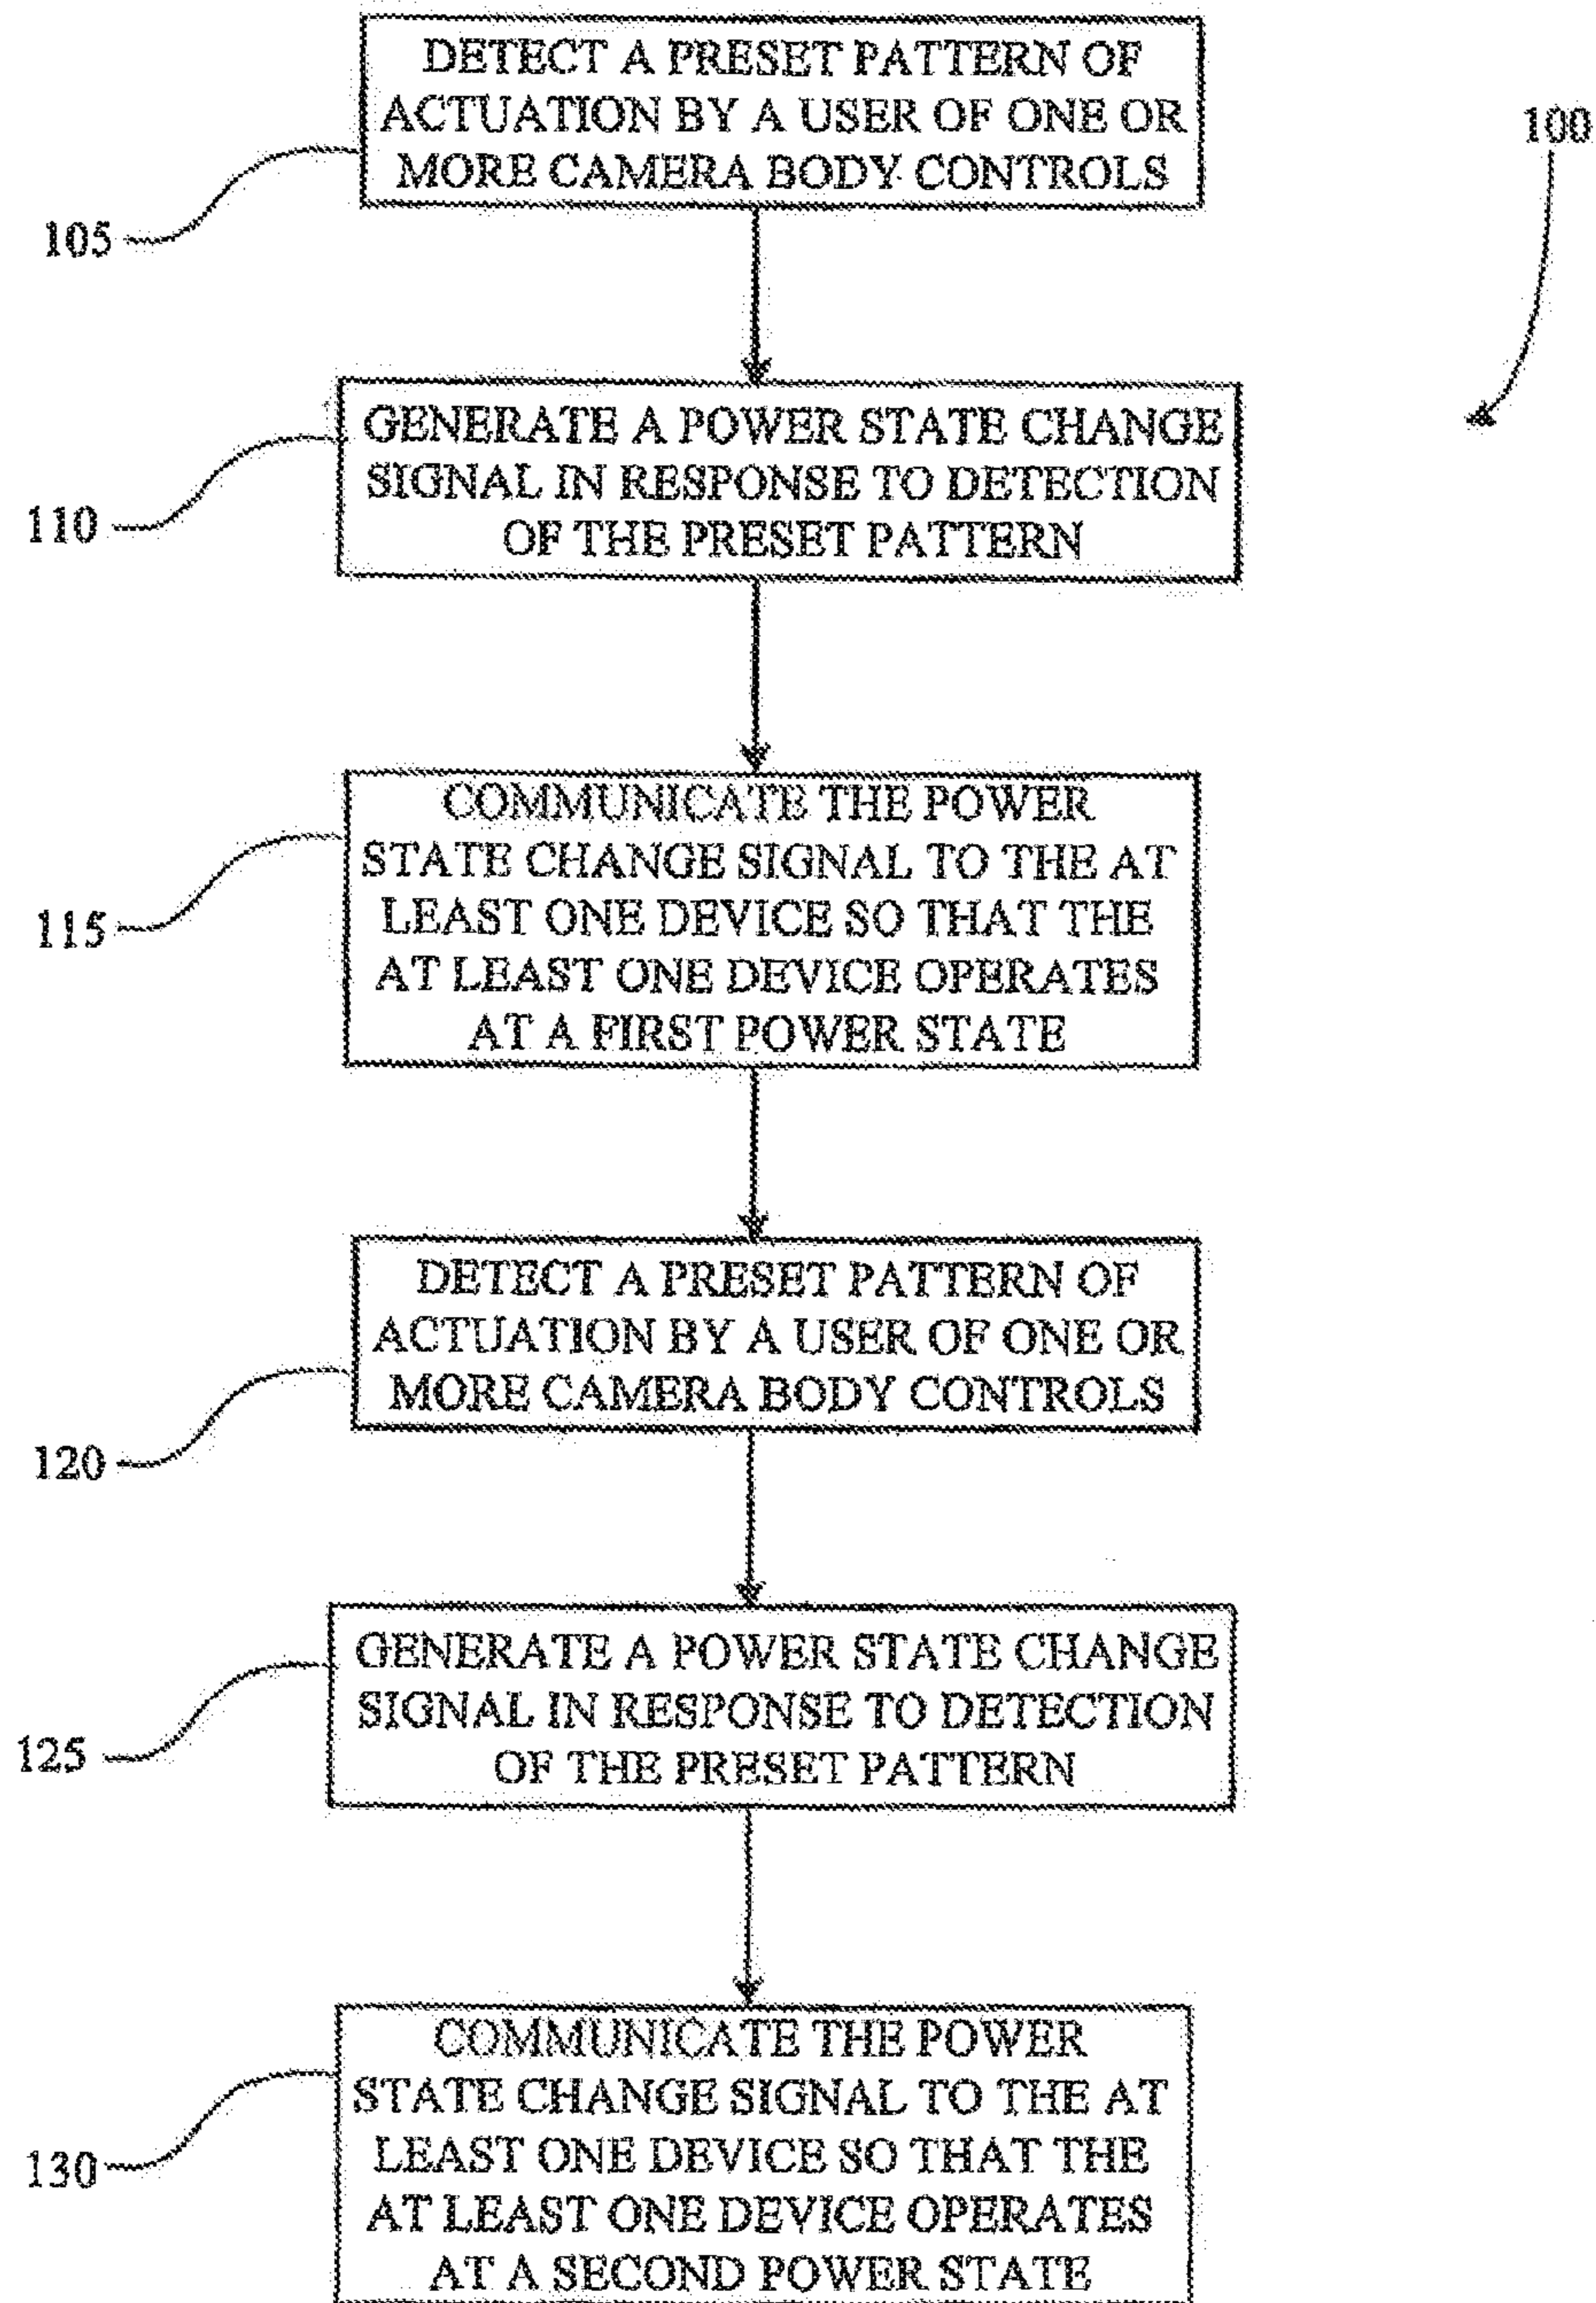 DETECT A PRESET PATTERN OF
ACTUATION BY A USER OF ONE OR
MORE CAMERA BODY CONTROLS
100
105
GENERATE A POWER STATE CHANGE
SIGNAL IN RESPONSE TO DETECTION
OF THE PRESET PATTERN
110
COMMUNICATE THE POWER
STATE CHANGE SIGNAL TO THE AT
LEAST ONE DEVICE SO THAT THE
AT LEAST ONE DEVICE OPERATES
AT A FIRST POWER STATE
115
DETECT A PRESET PATTERN OF
ACTUATION BY A USER OF ONE OR
MORE CAMERA BODY CONTROLS
120
GENERATE A POWER STATE CHANGE
SIGNAL IN RESPONSE TO DETECTION
OF THE PRESET PATTERN
125
COMMUNICATE THE POWER
STATE CHANGE SIGNAL TO THE AT
LEAST ONE DEVICE SO THAT THE
AT LEAST ONE DEVICE OPERATES
AT A SECOND POWER STATE
130